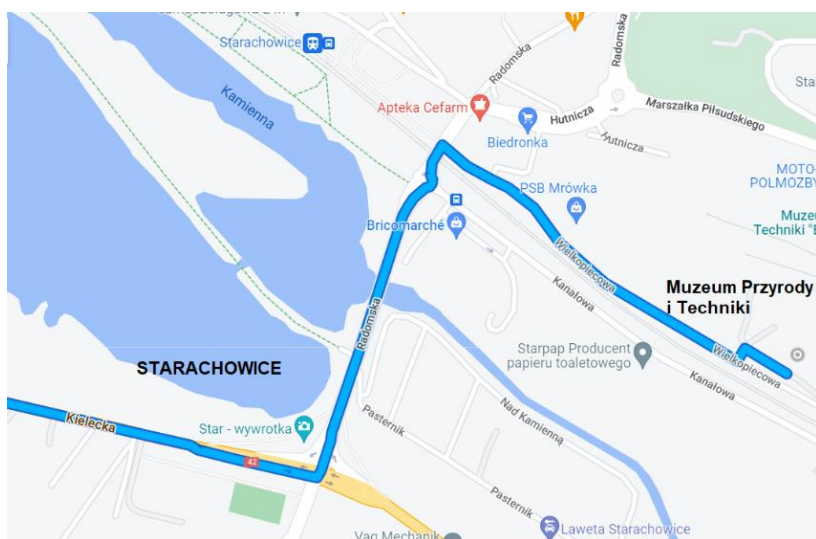 Starachowice
Kamienna
Radomska
Radomska
Apteka Cefarm
Hutnicza
Marszałka Piłsudskiego
Biedronka
Hutnicza
PSB Mrówka
MOTO-
POLMOZBY
Bricomarché
Techniki "E
Wielkopiecowa
Kanałowa
Muzeum Przyrody
i Techniki
Radomska
Starpap Producent
papieru toaletowego
Wielkopiecowa
Kanałowa
STARACHOWICE
Kielecka
Star - wywrotka
Pasternik
Nad Kamienną
42
Pasternik
Laweta Starachowice
Vag Mechanik